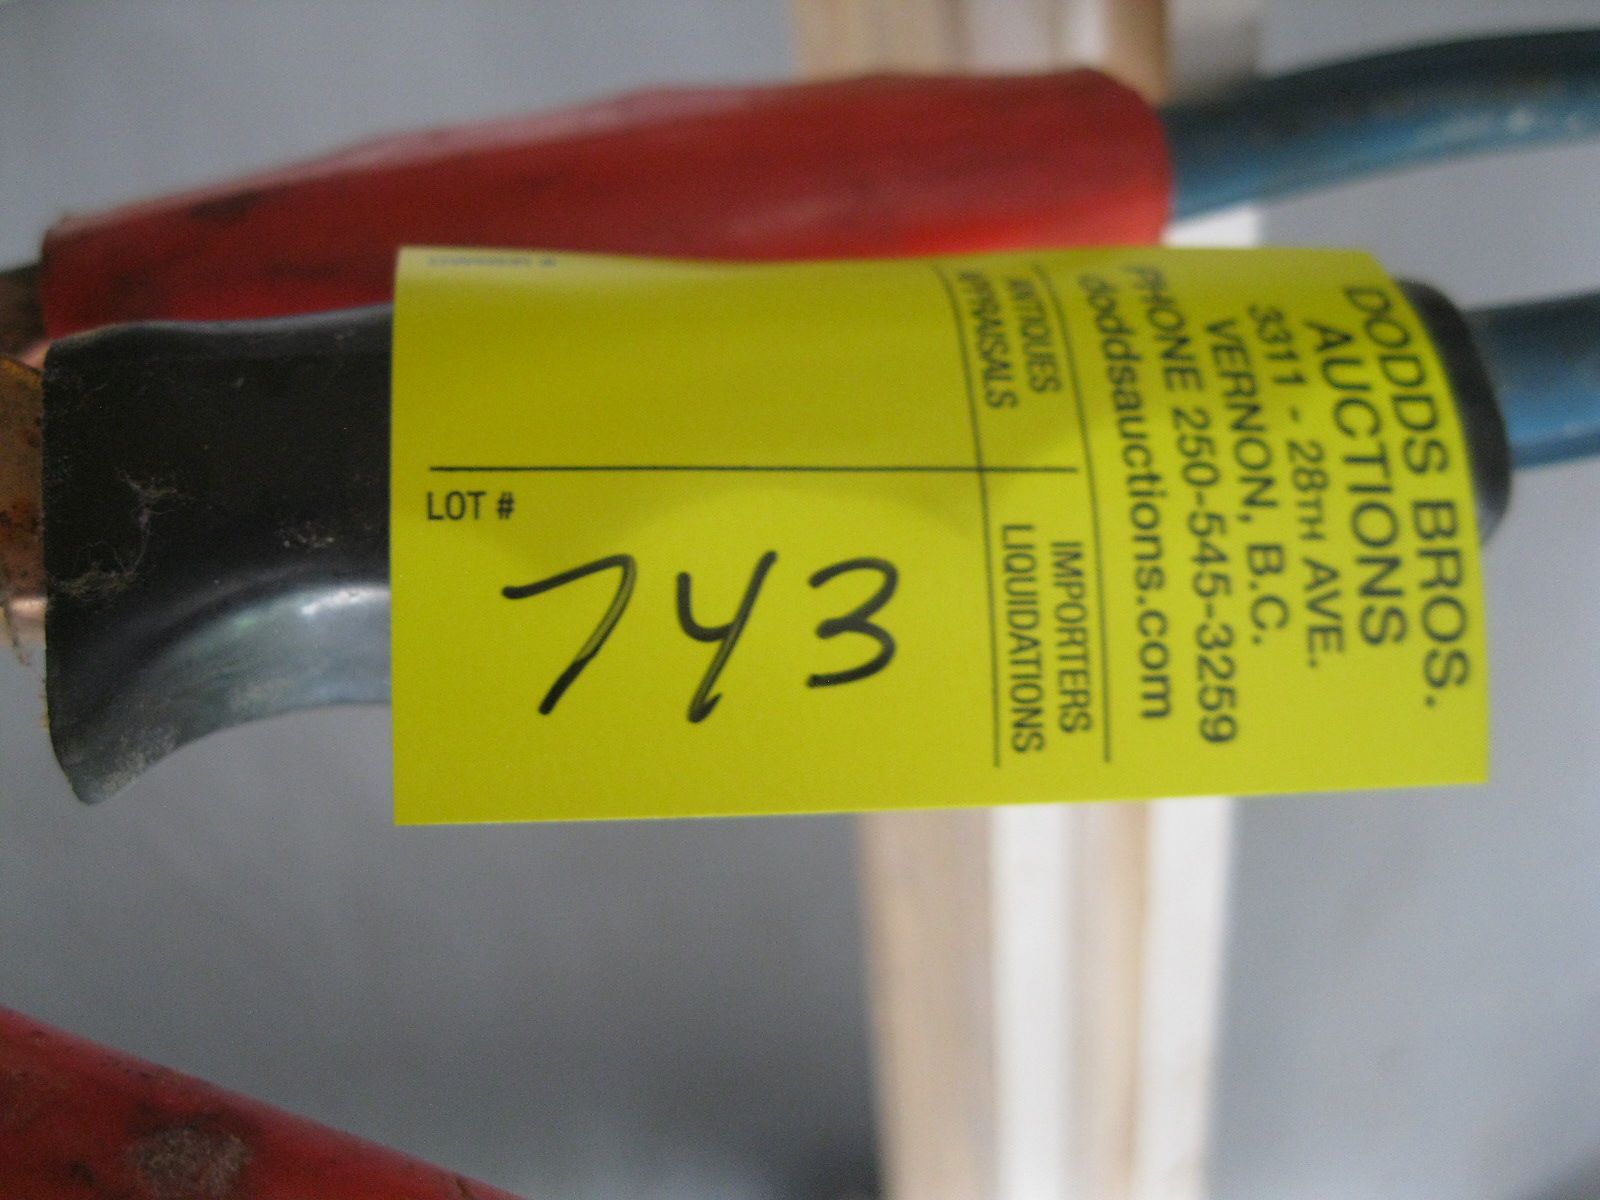 DODDS BROS.
AUCTIONS
3311 - 28TH AVE.
VERNON, B.C.
PHONE 250-545-3259
doddsauctions.com
ANTIQUES
APPRAISALS
IMPORTERS
LIQUIDATIONS
LOT #
743